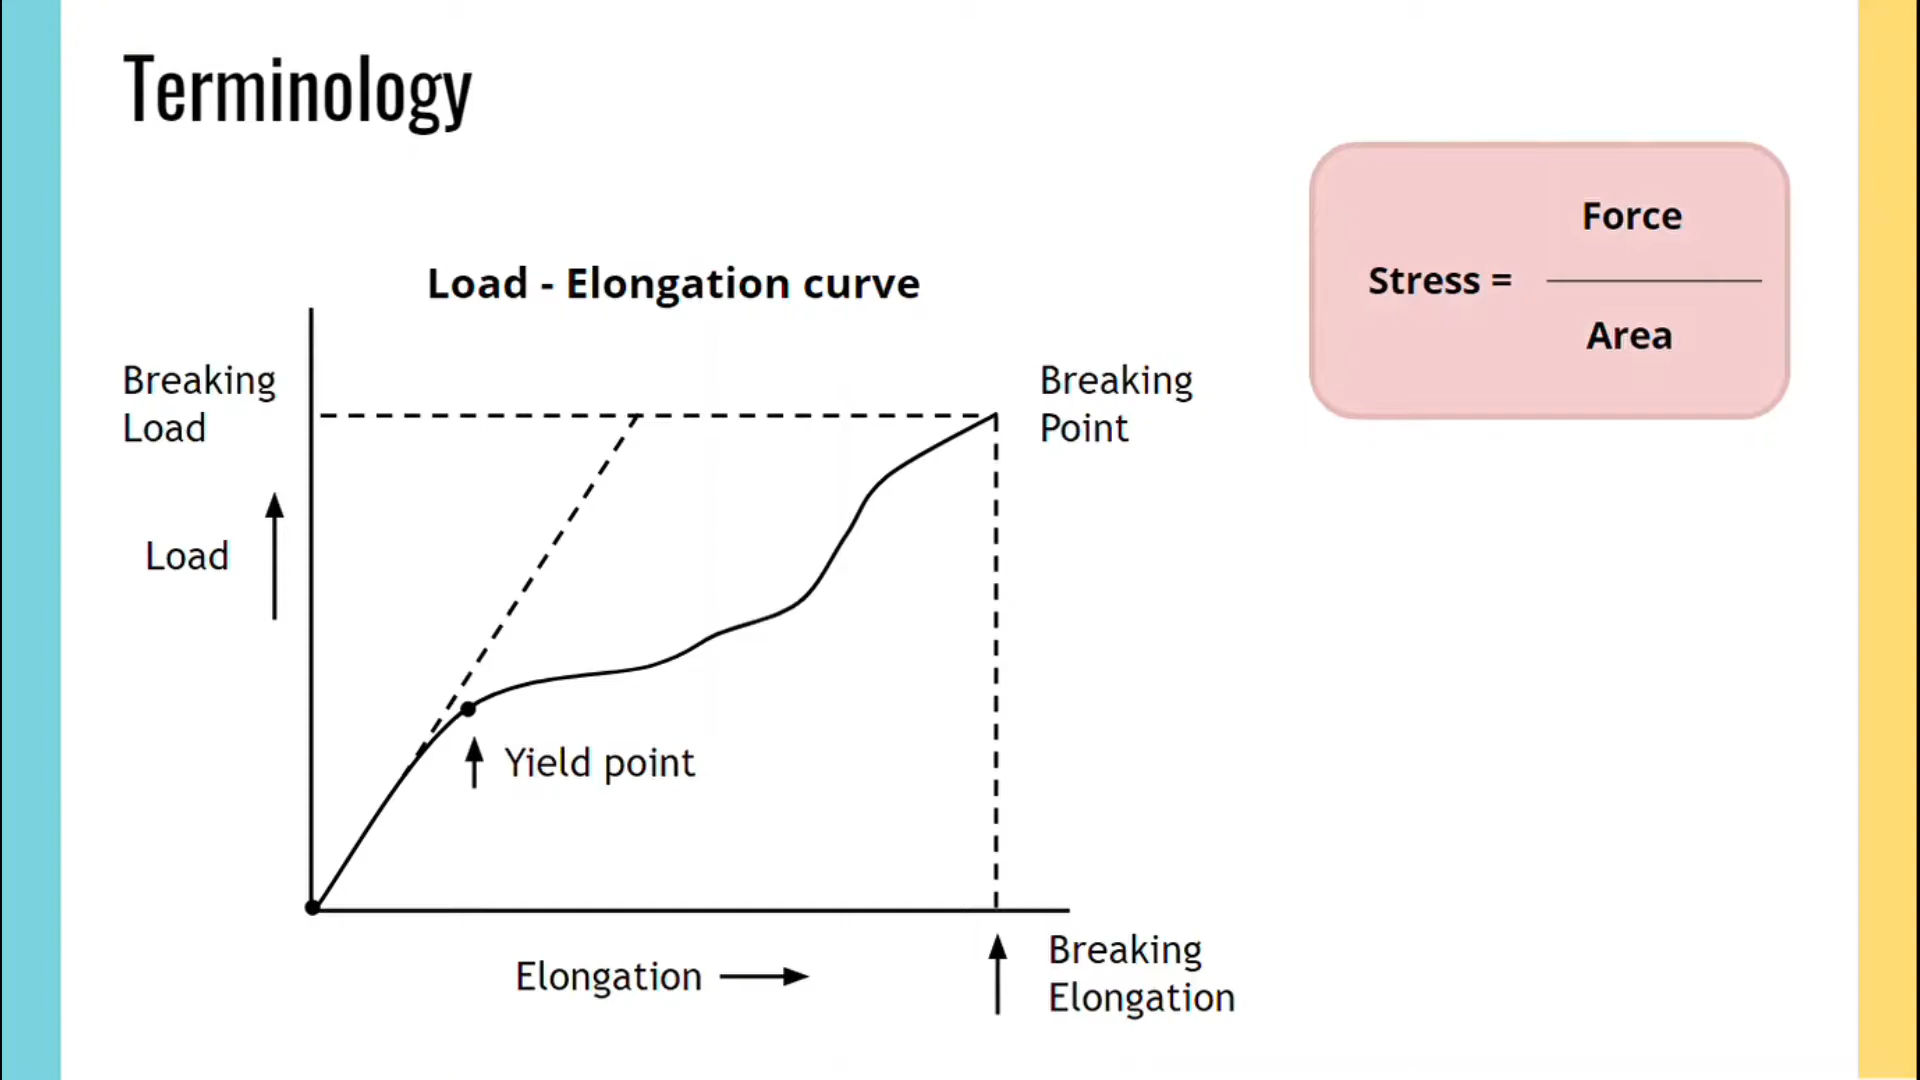 Terminology
Load - Elongation curve
Breaking
Load
Load
Breaking
Point
Yield point
Elongation
Breaking
Elongation
Force
Stress =
Area